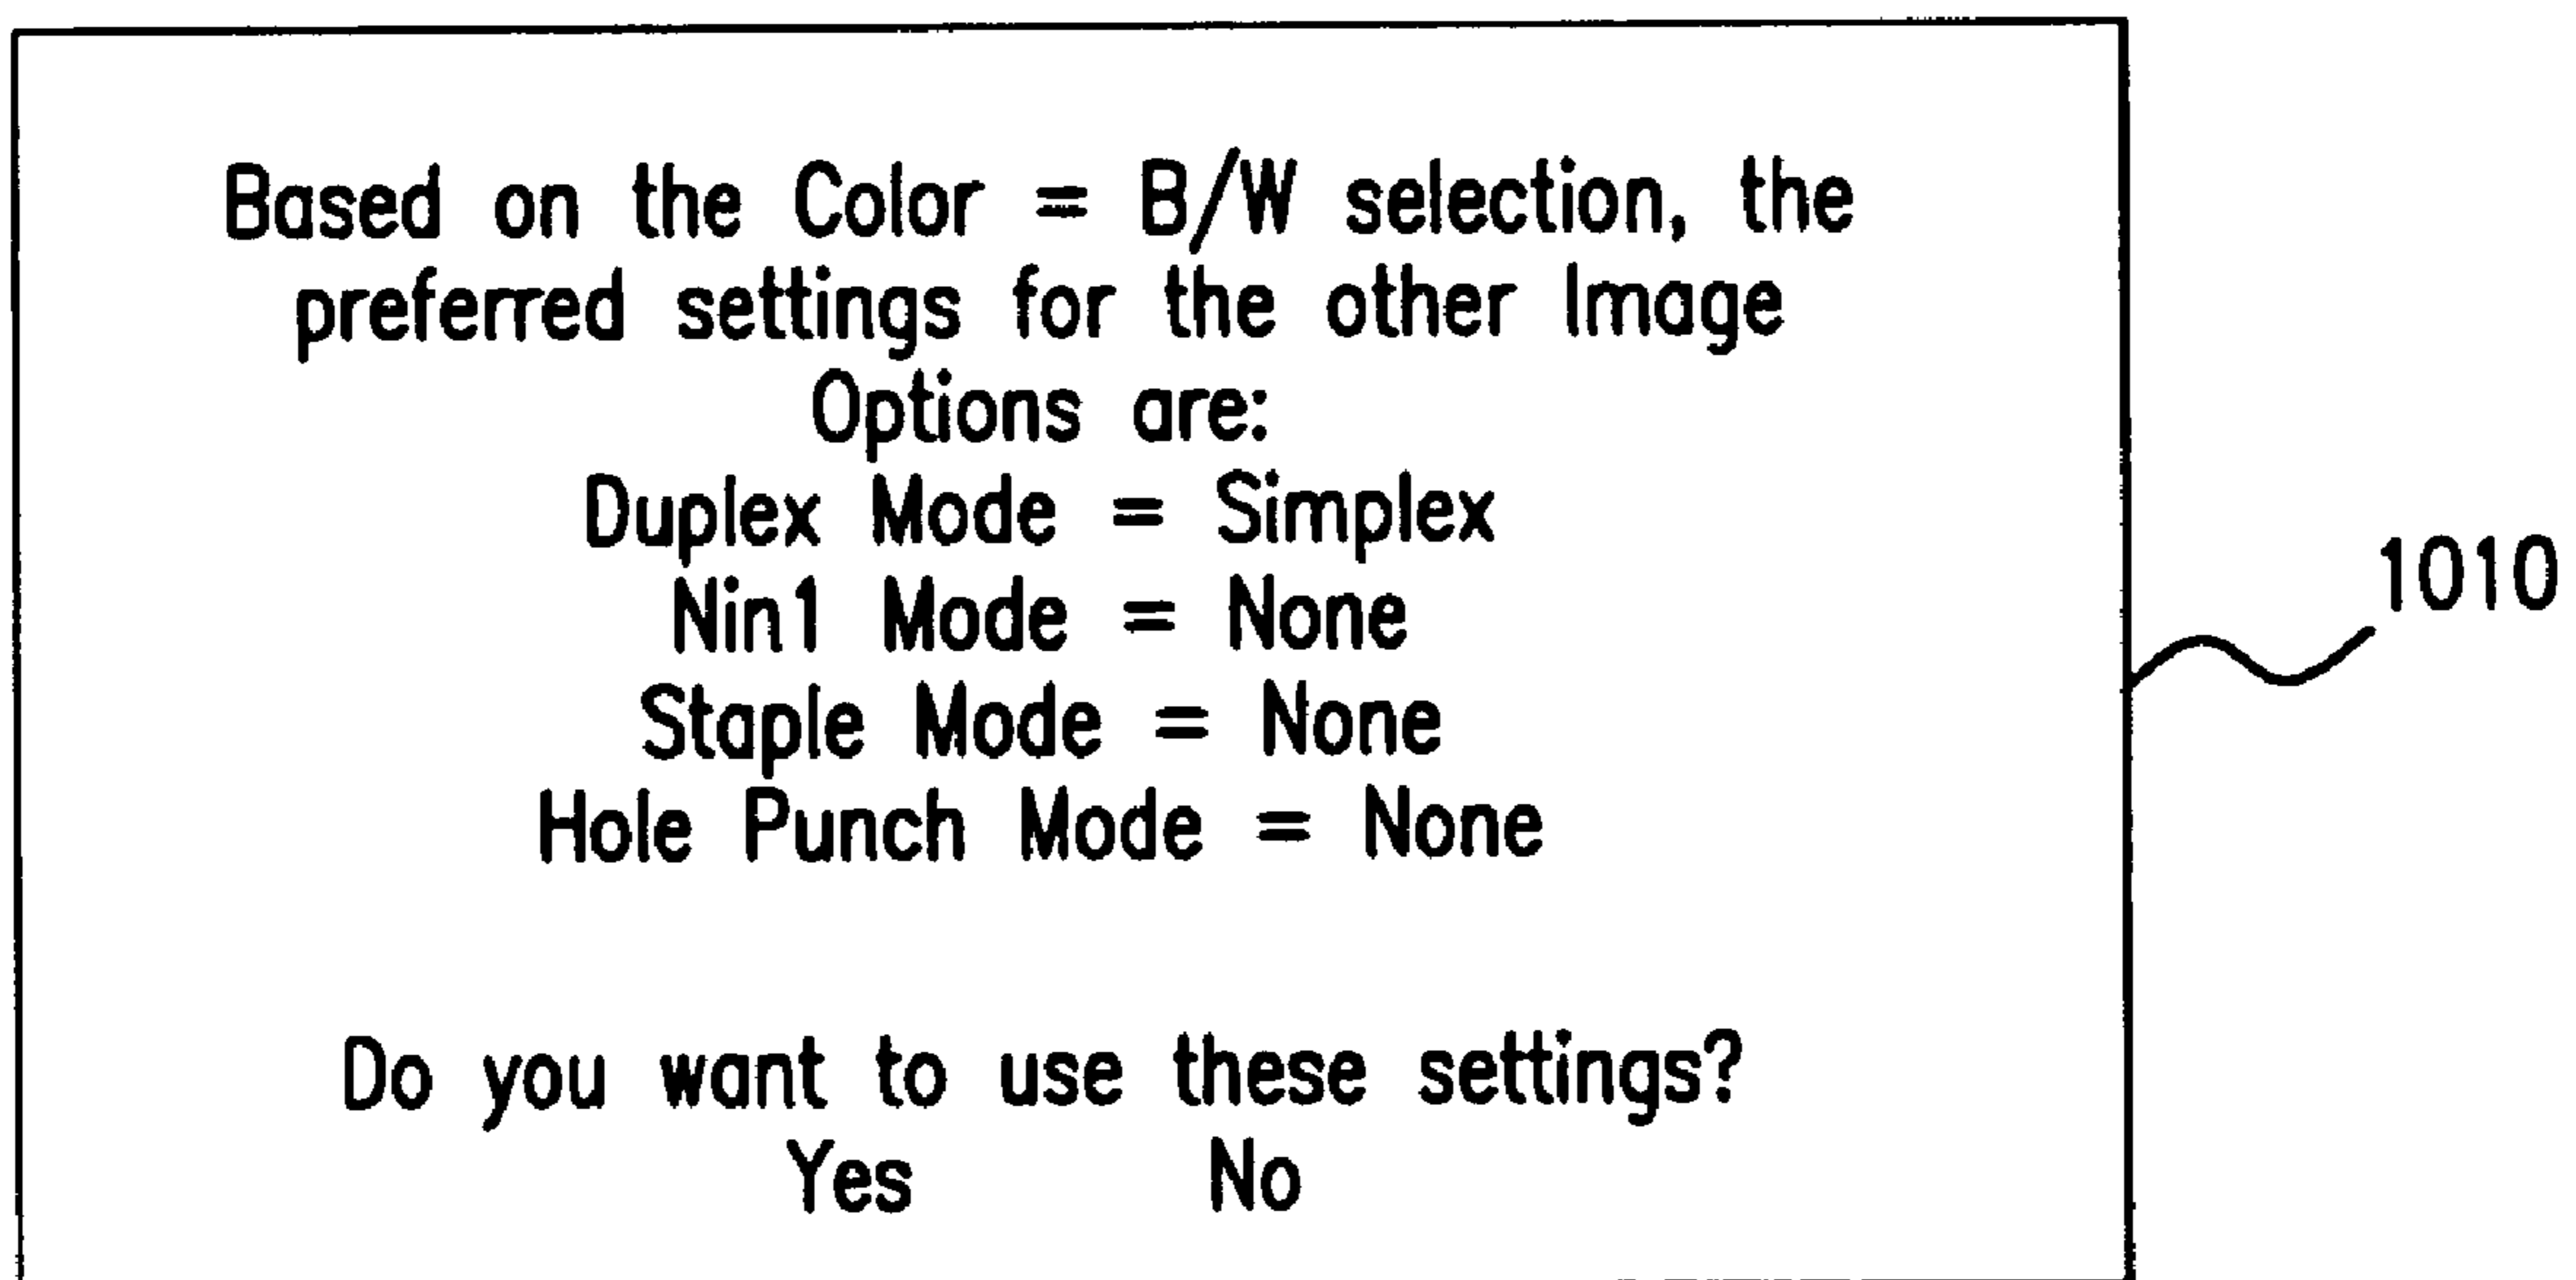 Based on the Color = B/W selection, the
preferred settings for the other Image
Options are:
Duplex Mode = Simplex
Nin1 Mode = None
Staple Mode = None
Hole Punch Mode = None
Do you want to use these settings?
Yes No
1010